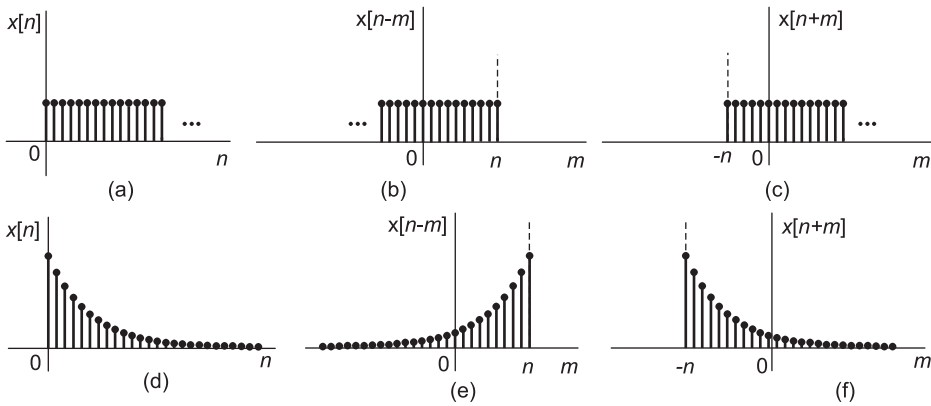 x[n]
0
n
(a)
x[n-m]
...
0
n
m
(b)
x[n+m]
...
-n
0
m
(c)
x[n]
0
n
(d)
x[n-m]
0
n
m
(e)
x[n+m]
-n
0
m
(f)
...